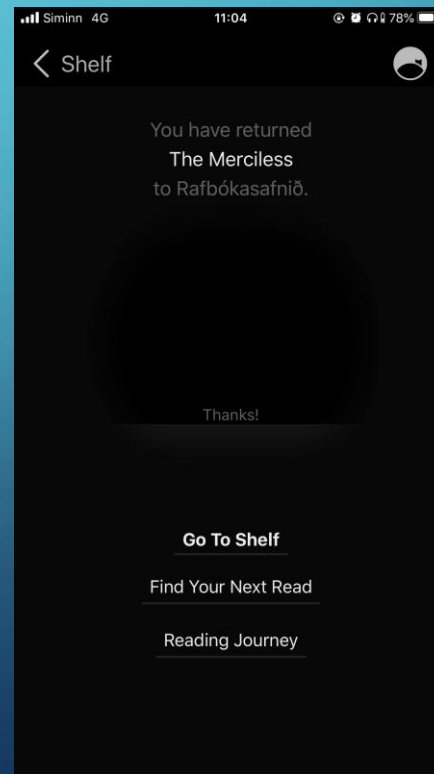 Siminn 4G 11:04 78%
Shelf
You have returned
The Merciless
to Rafbókasafnið.
Thanks!
Go To Shelf
Find Your Next Read
Reading Journey